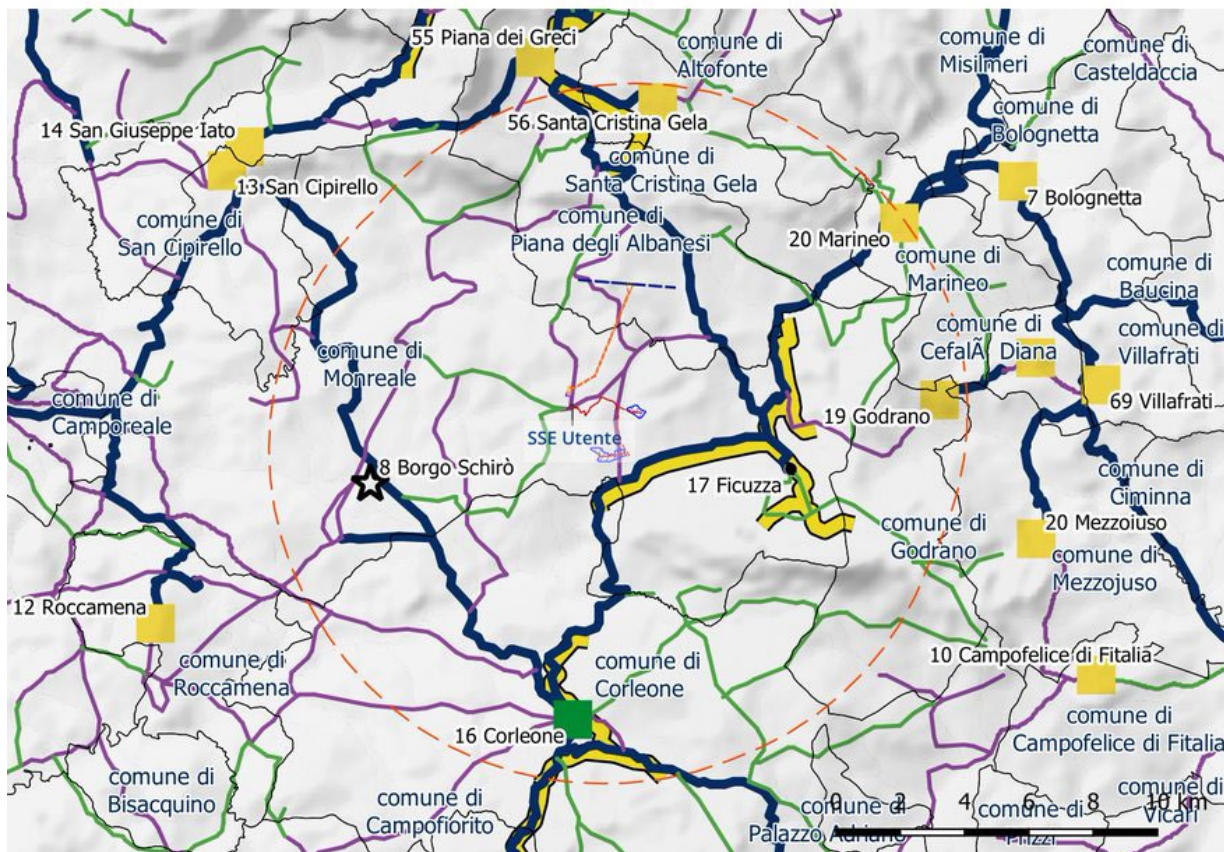 55 Piana dei Greci
comune di
Altofonte
comune di
Misilmeri
comune di
Casteldaccia
14 San Giuseppe Iato
56 Santa Cristina Gela
comune di
Bolognetta
13 San Cipirello
comune di
Santa Cristina Gela
7 Bolognetta
comune di
San Cipirello
comune di
Piana degli Albanesi
20 Marineo
comune di
Marineo
comune di
Baucina
comune di
CefalÃ Diana
comune di
Villafrati
comune di
Monreale
comune di
Camporeale
SSE Utente
19 Godrano
69 Villafrati
8 Borgo Schirò
17 Ficuzza
comune di
Ciminna
comune di
Godrano
20 Mezzoiuso
comune di
Mezzojuso
12 Roccamena
comune di
Roccamena
comune di
Corleone
10 Campofelice di Fitalia
16 Corleone
comune di
Campofelice di Fitalia
comune di
Bisacquino
comune di
Campofiorito
comune di
Palazzo Adriano
comune di
Prizzi
comune di
Vicari
0 2 4 6 8 10 km